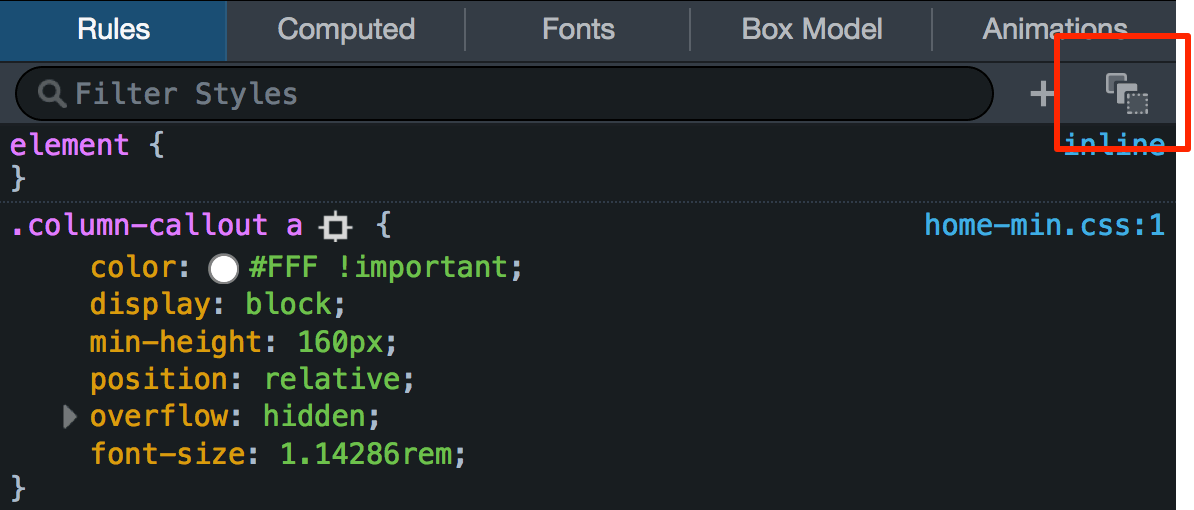 Rules Computed Fonts Box Model Animations
Filter Styles +
element { inline
}
.column-callout a { home-min.css:1
color: #FFF !important;
display: block;
min-height: 160px;
position: relative;
overflow: hidden;
font-size: 1.14286rem;
}